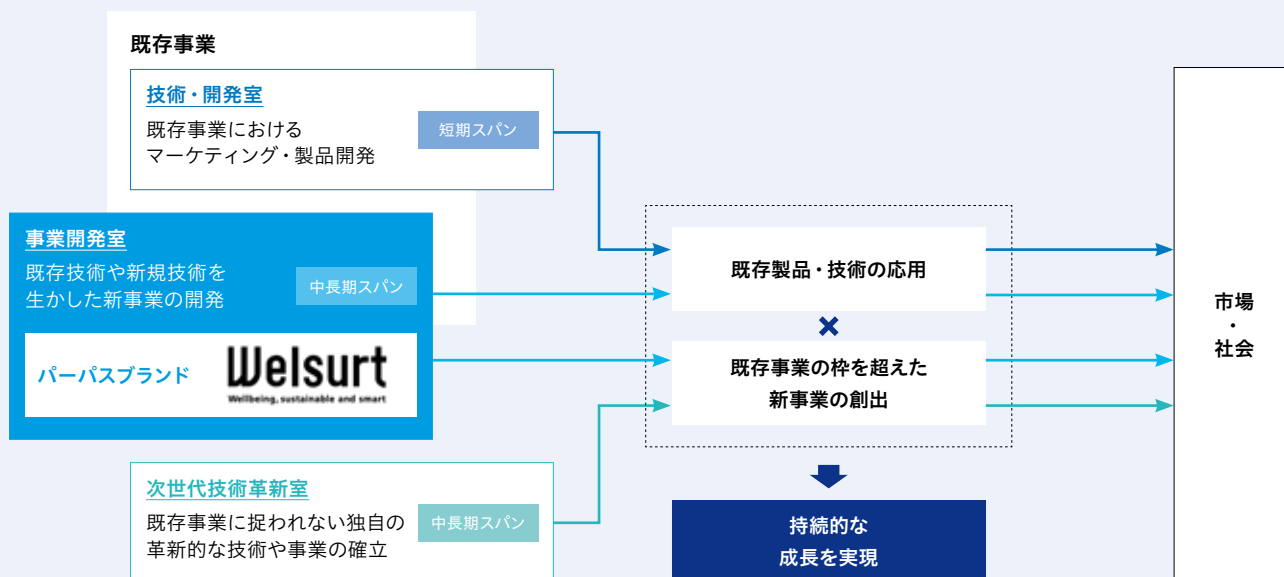 既存事業
技術・開発室
既存事業における
マーケティング・製品開発
短期スパン
事業開発室
既存技術や新規技術を
生かした新事業の開発
中長期スパン
パーパスブランド
Welsurt
Wellbeing, sustainable and smart
次世代技術革新室
既存事業に捉われない独自の
革新的な技術や事業の確立
中長期スパン
既存製品・技術の応用
×
既存事業の枠を超えた
新事業の創出
持続的な
成長を実現
市場
・
社会